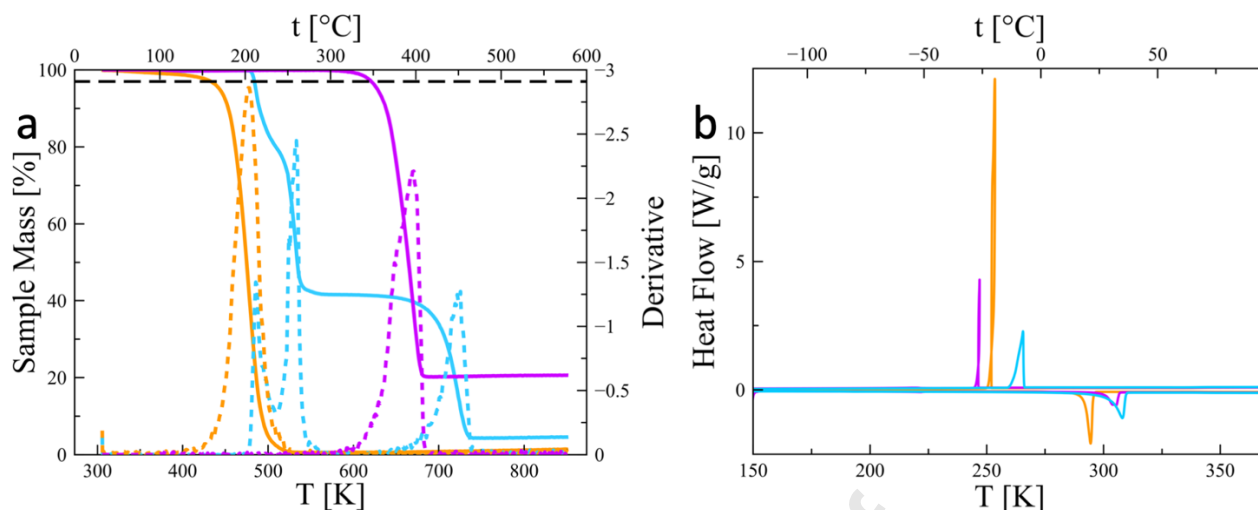 t [°C]
0 100 200 300 400 500 600
100 80 60 40 20 0
Sample Mass [%]
a
-3 -2.5 -2 -1.5 -1 -0.5 0
Derivative
300 400 500 600 700 800
T [K]
t [°C]
-100 -50 0 50
10 5 0
Heat Flow [W/g]
b
150 200 250 300 350
T [K]